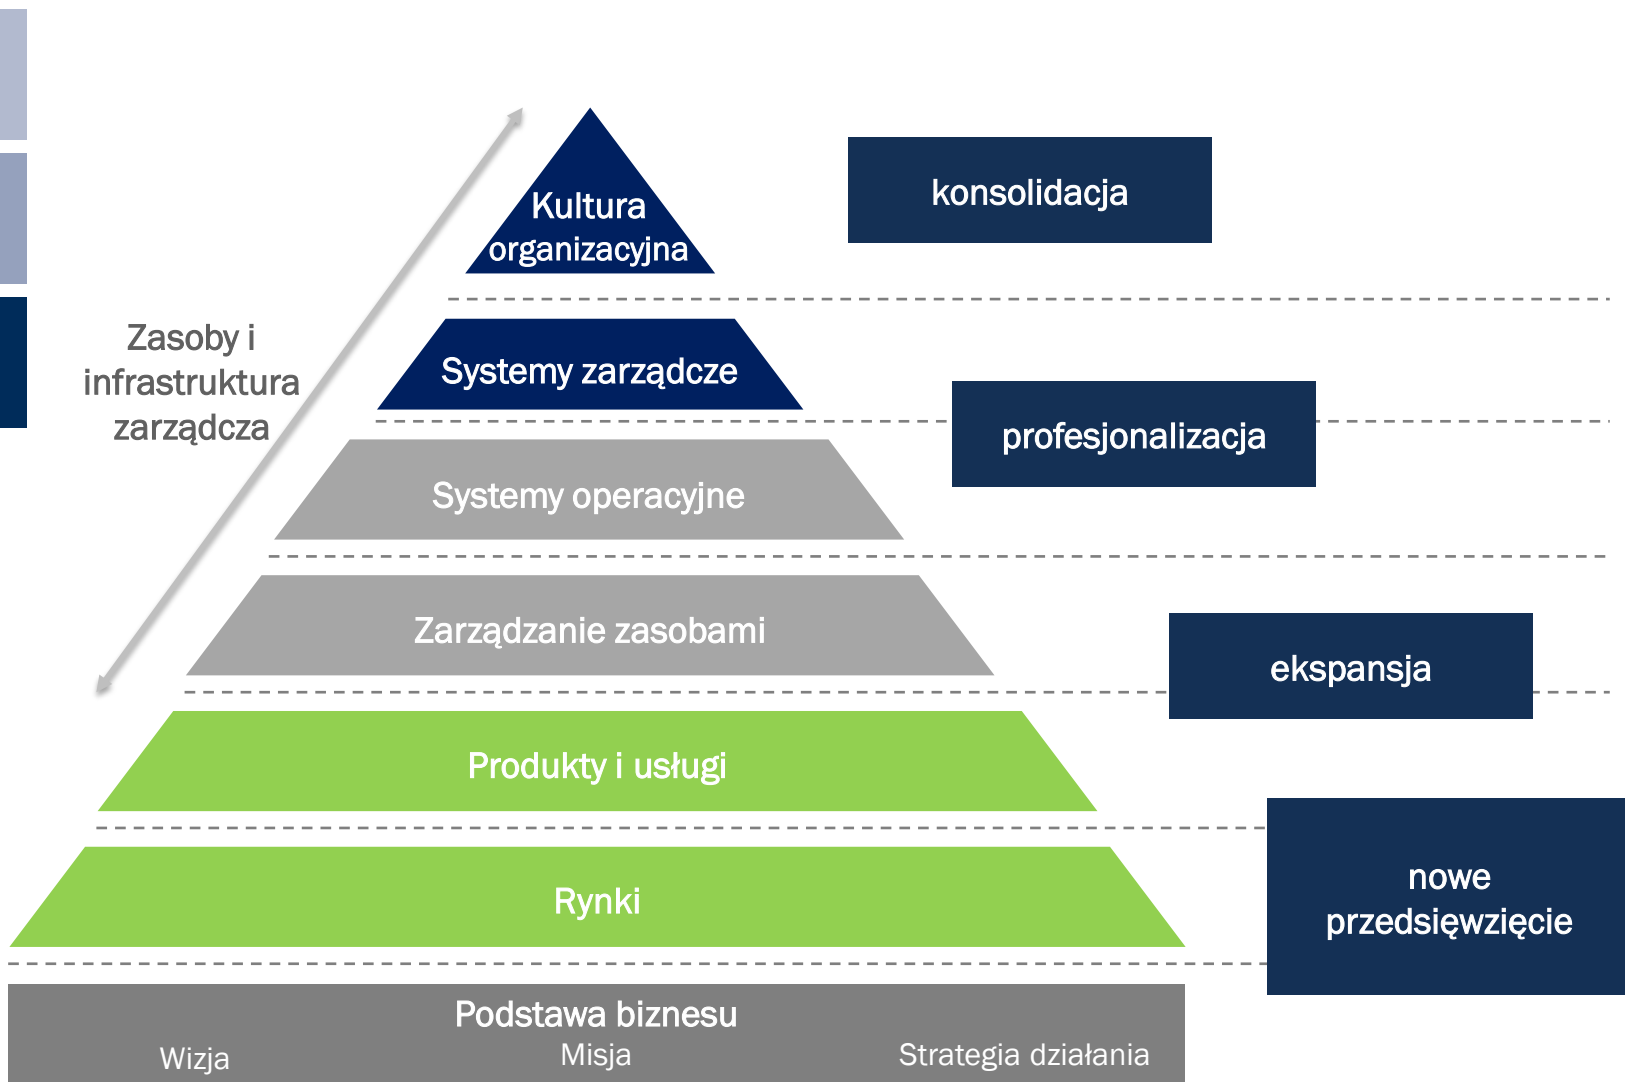 Kultura
organizacyjna
konsolidacja
Zasoby i
infrastruktura
zarządcza
Systemy zarządcze
profesjonalizacja
Systemy operacyjne
Zarządzanie zasobami
ekspansja
Produkty i usługi
Rynki
nowe
przedsięwzięcie
Podstawa biznesu
Wizja
Misja
Strategia działania